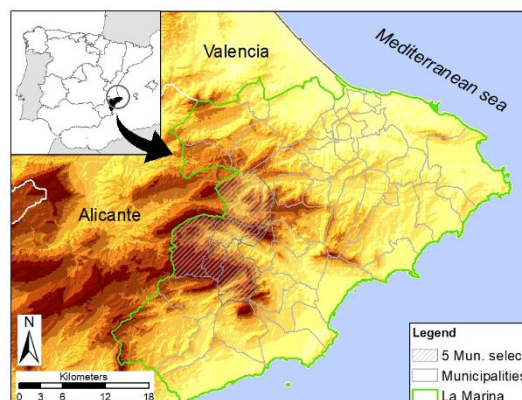 Valencia
Mediterranean sea
Alicante
N
Kilometers
0 3 6 12 18
Legend
5 Mun. selec
Municipalities
La Marina